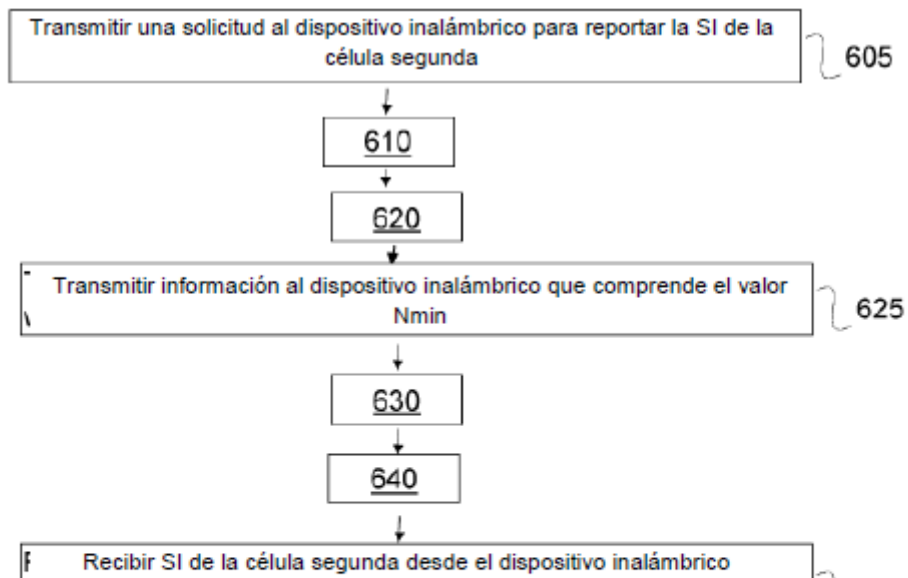 Transmitir una solicitud al dispositivo inalámbrico para reportar la SI de la
célula segunda
605
610
620
Transmitir información al dispositivo inalámbrico que comprende el valor
Nmin
625
630
640
Recibir SI de la célula segunda desde el dispositivo inalámbrico